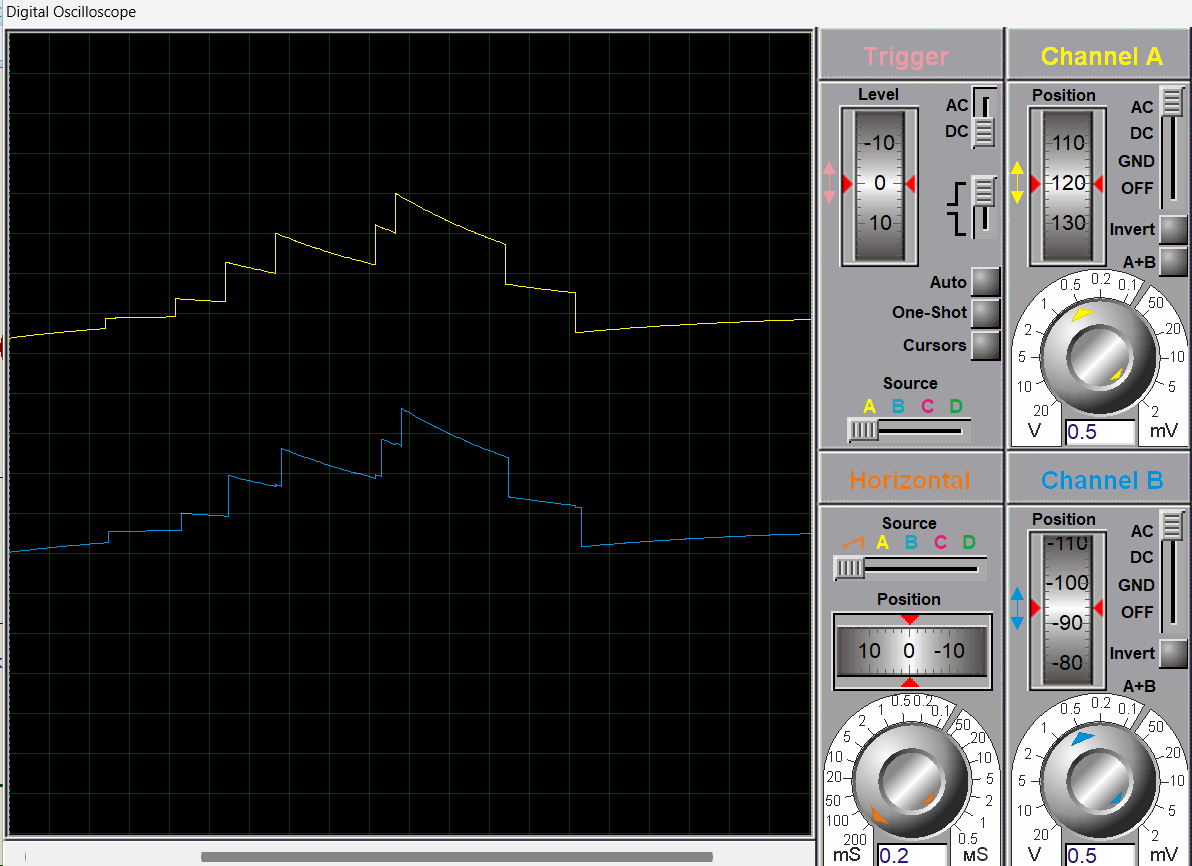 Digital Oscilloscope
Trigger
Level
AC
DC
-10
0
10
Auto
One-Shot
Cursors
Source
A B C D
Channel A
Position
AC
DC
GND
OFF
110
120
130
Invert
A+B
20 10 5 2 1 0.5 0.2 0.1 50 20 10 5 2
V 0.5 mV
Horizontal
Source
A B C D
Position
10 0 -10
200 100 50 20 10 5 2 1 0.5 0.2 0.1 50 20 10 5 2 1 0.5
mS 0.2 мS
Channel B
Position
AC
DC
GND
OFF
-110
-100
-90
-80
Invert
A+B
20 10 5 2 1 0.5 0.2 0.1 50 20 10 5 2
V 0.5 mV